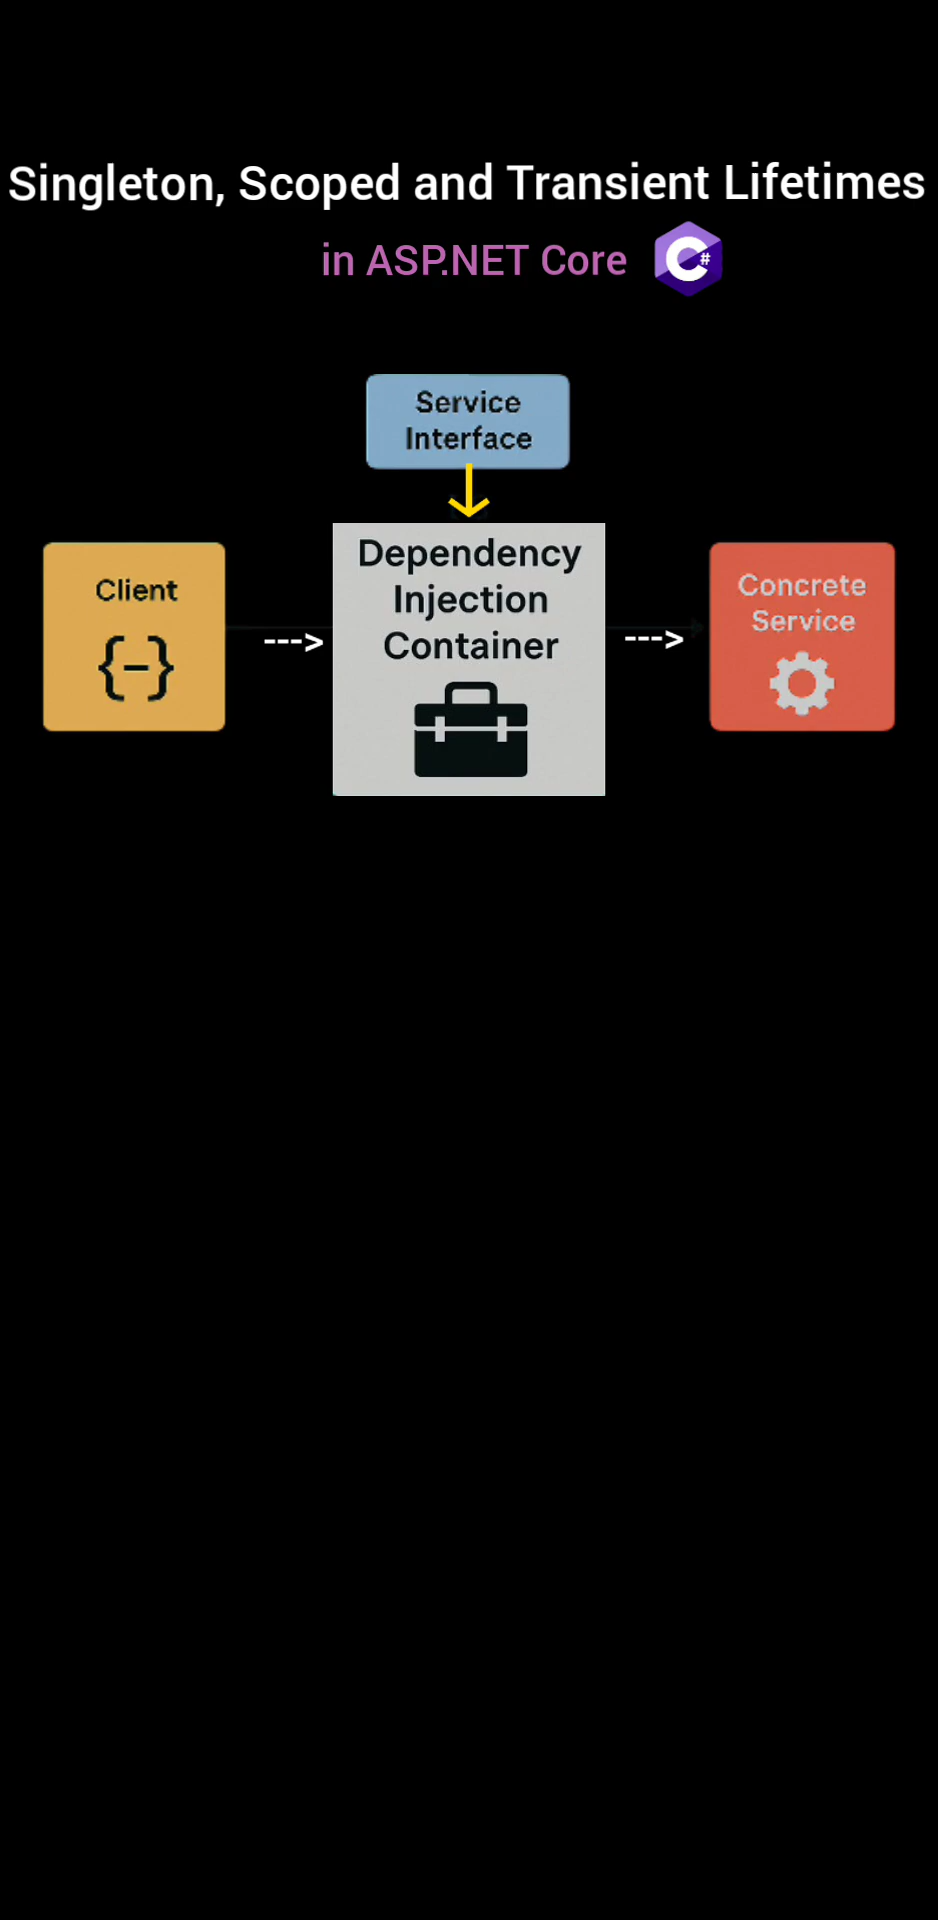 Singleton, Scoped and Transient Lifetimes
in ASP.NET Core
C#
Service
Interface
Client
{-}
--->
Dependency
Injection
Container
--->
Concrete
Service